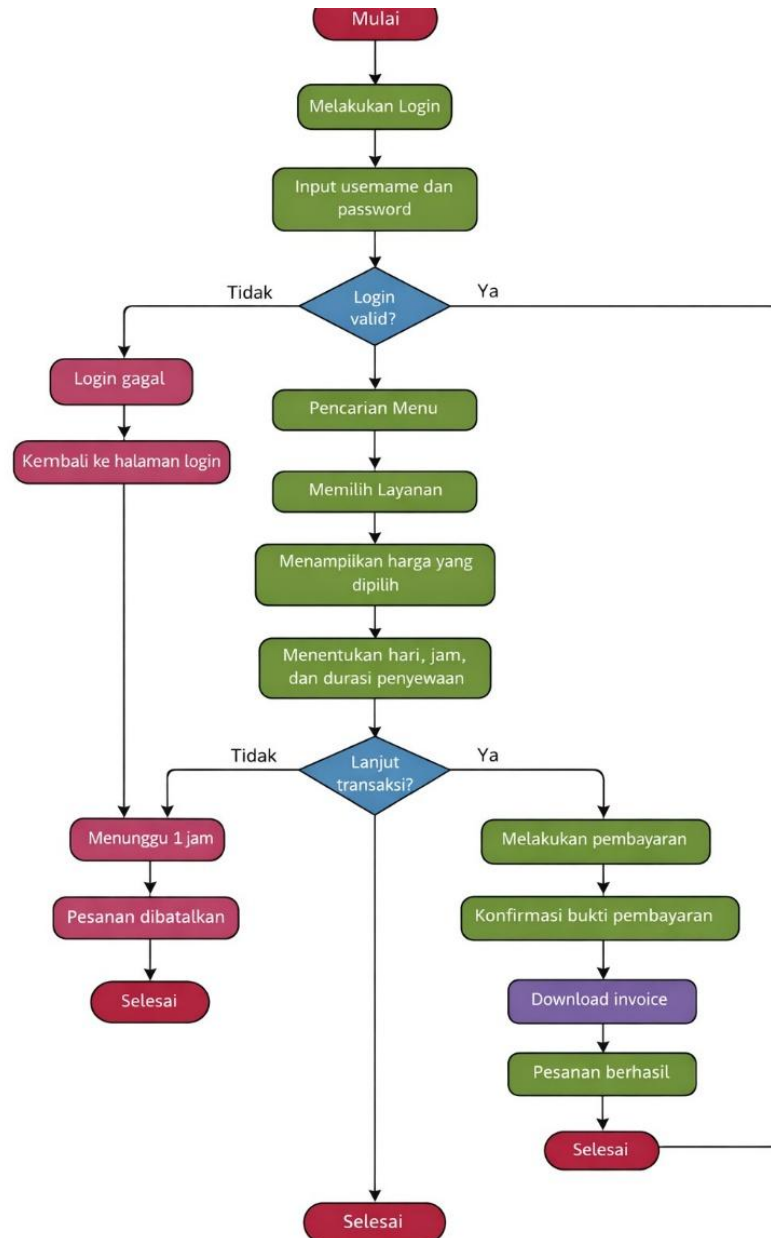 Mulai
Melakukan Login
Input usemame dan
password
Tidak
Login
valid?
Ya
Login gagal
Kembali ke halaman login
Pencarian Menu
Memilih Layanan
Menampiikan harga yang
dipilih
Menentukan hari, jam,
dan durasi penyewaan
Tidak
Lanjut
transaksi?
Ya
Menunggu 1 jam
Pesanan dibatalkan
Selesai
Melakukan pembayaran
Konfirmasi bukti pembayaran
Download invoice
Pesanan berhasil
Selesai
Selesai